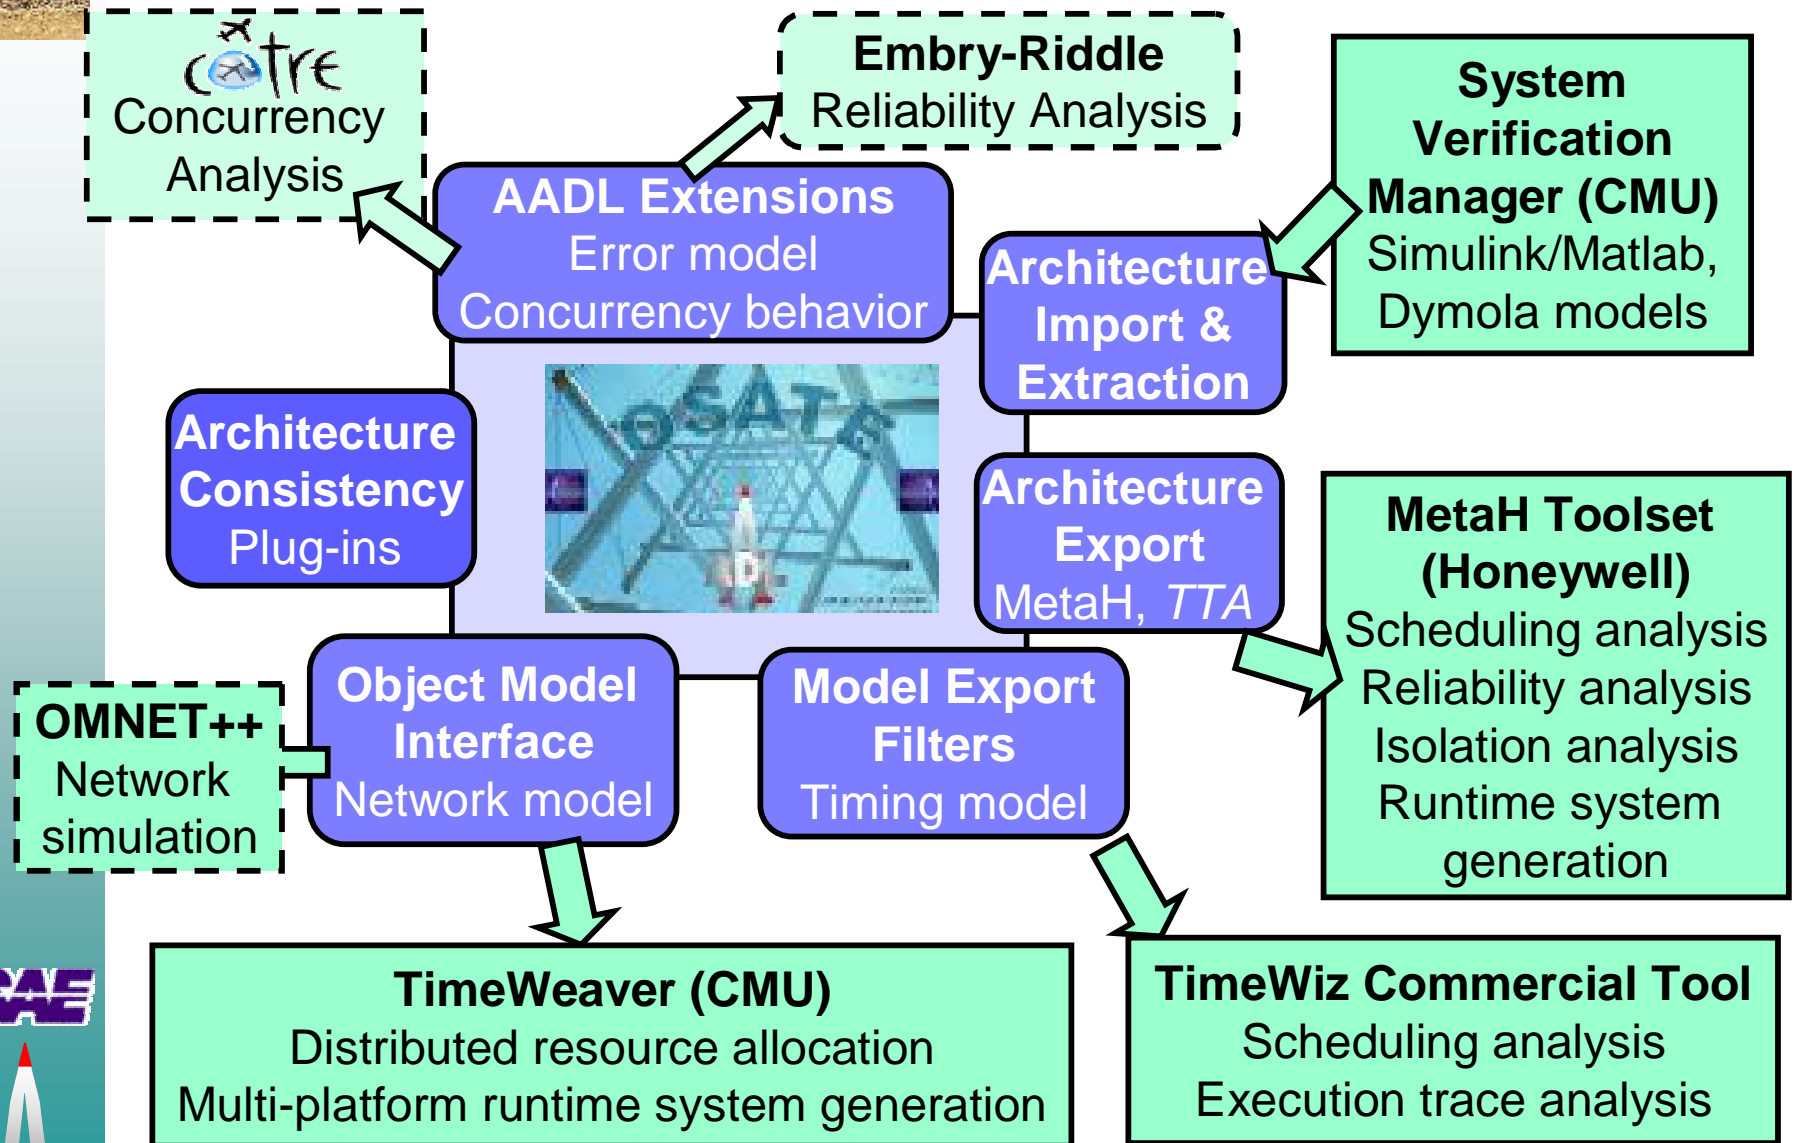 cotre
Concurrency
Analysis
Embry-Riddle
Reliability Analysis
System
Verification
Manager (CMU)
Simulink/Matlab,
Dymola models
AADL Extensions
Error model
Concurrency behavior
Architecture
Import &
Extraction
Architecture
Consistency
Plug-ins
OSATE
D
Architecture
Export
MetaH, TTA
MetaH Toolset
(Honeywell)
Scheduling analysis
Reliability analysis
Isolation analysis
Runtime system
generation
Object Model
Interface
Network model
Model Export
Filters
Timing model
OMNET++
Network
simulation
SAE
TimeWeaver (CMU)
Distributed resource allocation
Multi-platform runtime system generation
TimeWiz Commercial Tool
Scheduling analysis
Execution trace analysis